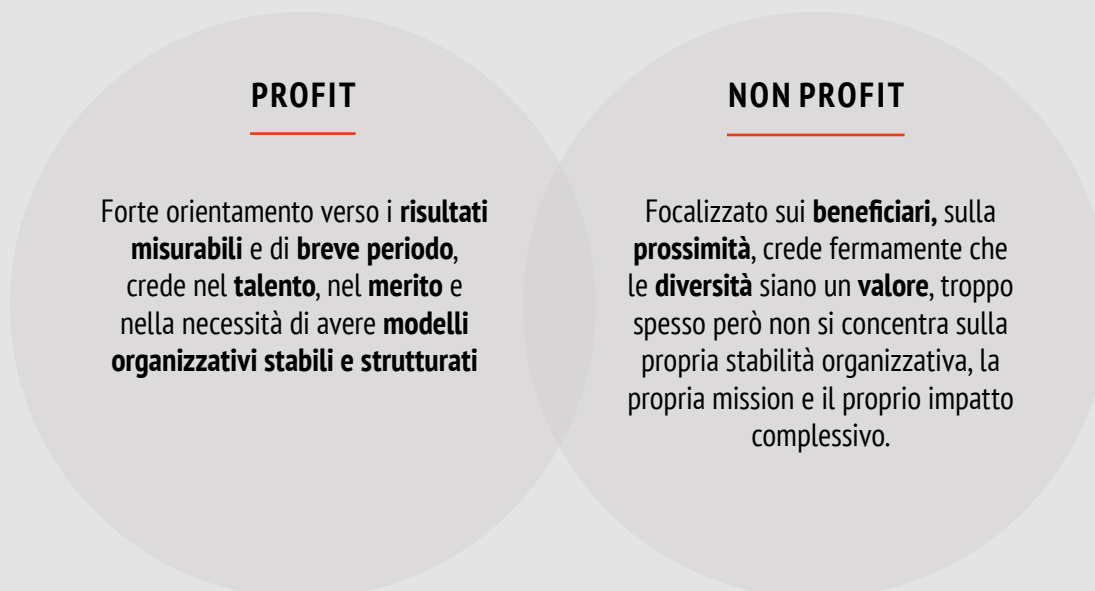 PROFIT
Forte orientamento verso i risultati
misurabili e di breve periodo,
crede nel talento, nel merito e
nella necessità di avere modelli
organizzativi stabili e strutturati
NON PROFIT
Focalizzato sui beneficiari, sulla
prossimità, crede fermamente che
le diversità siano un valore, troppo
spesso però non si concentra sulla
propria stabilità organizzativa, la
propria mission e il proprio impatto
complessivo.